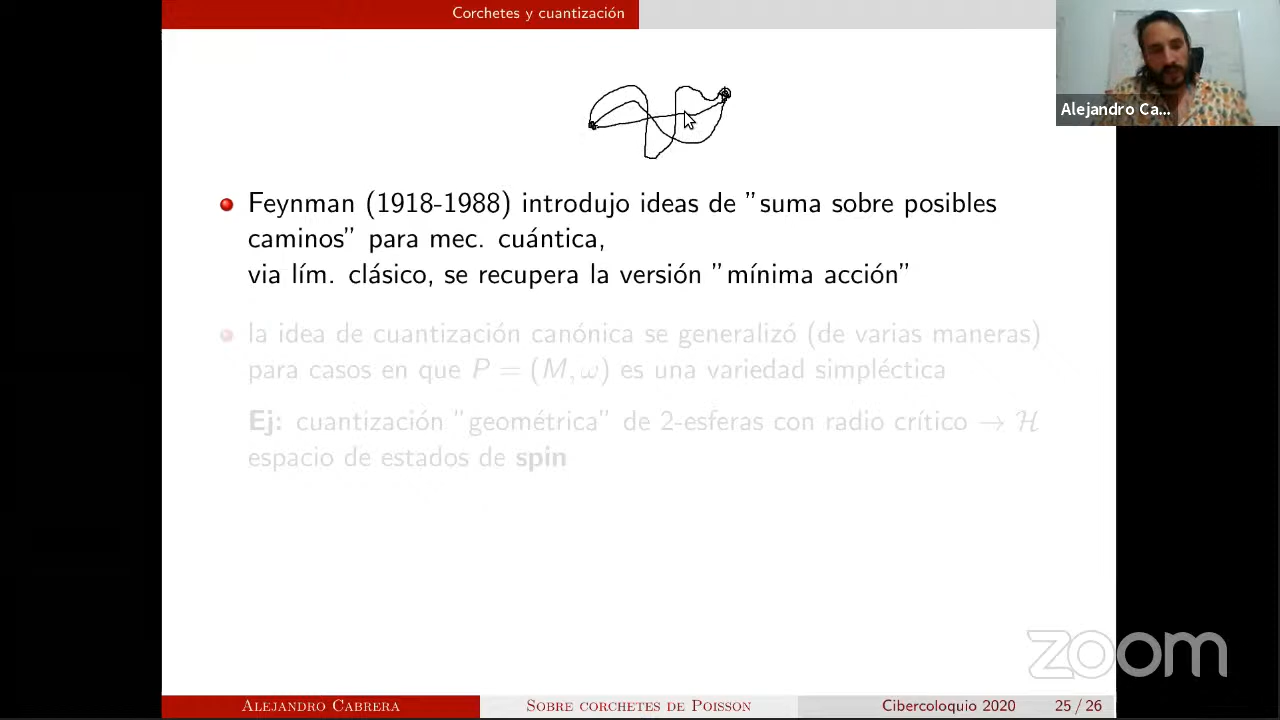 Corchetes y cuantización
Alejandro Ca...
Feynman (1918-1988) introdujo ideas de "suma sobre posibles
caminos" para mec. cuántica,
via lím. clásico, se recupera la versión "mínima acción"
la idea de cuantización canónica se generalizó (de varias maneras)
para casos en que P = (M, ω) es una variedad simpléctica
Ej: cuantización "geométrica" de 2-esferas con radio crítico → ℋ
espacio de estados de spin
zoom
Alejandro Cabrera
Sobre corchetes de Poisson
Cibercoloquio 2020
25 / 26